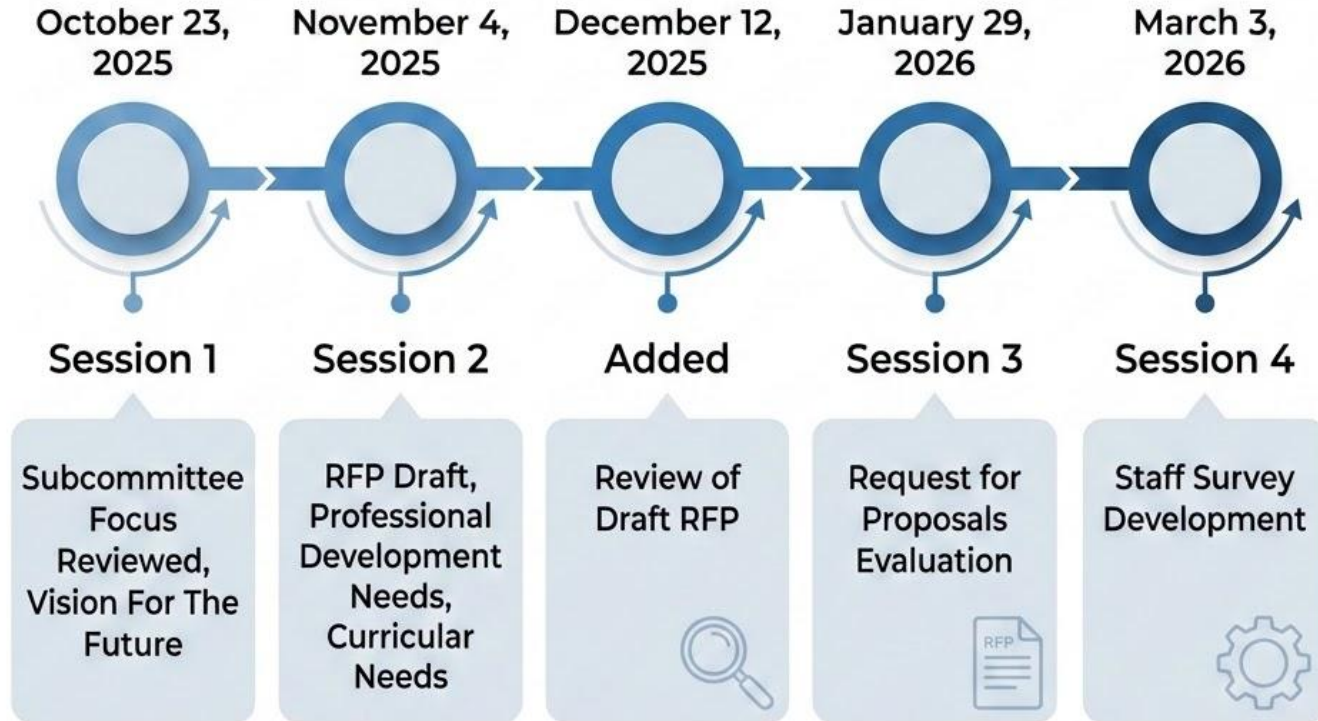 October 23,
2025
November 4,
2025
December 12,
2025
January 29,
2026
March 3,
2026
Session 1
Session 2
Added
Session 3
Session 4
Subcommittee
Focus
Reviewed,
Vision For The
Future
RFP Draft,
Professional
Development
Needs,
Curricular
Needs
Review of
Draft RFP
Request for
Proposals
Evaluation
RFP
Staff Survey
Development